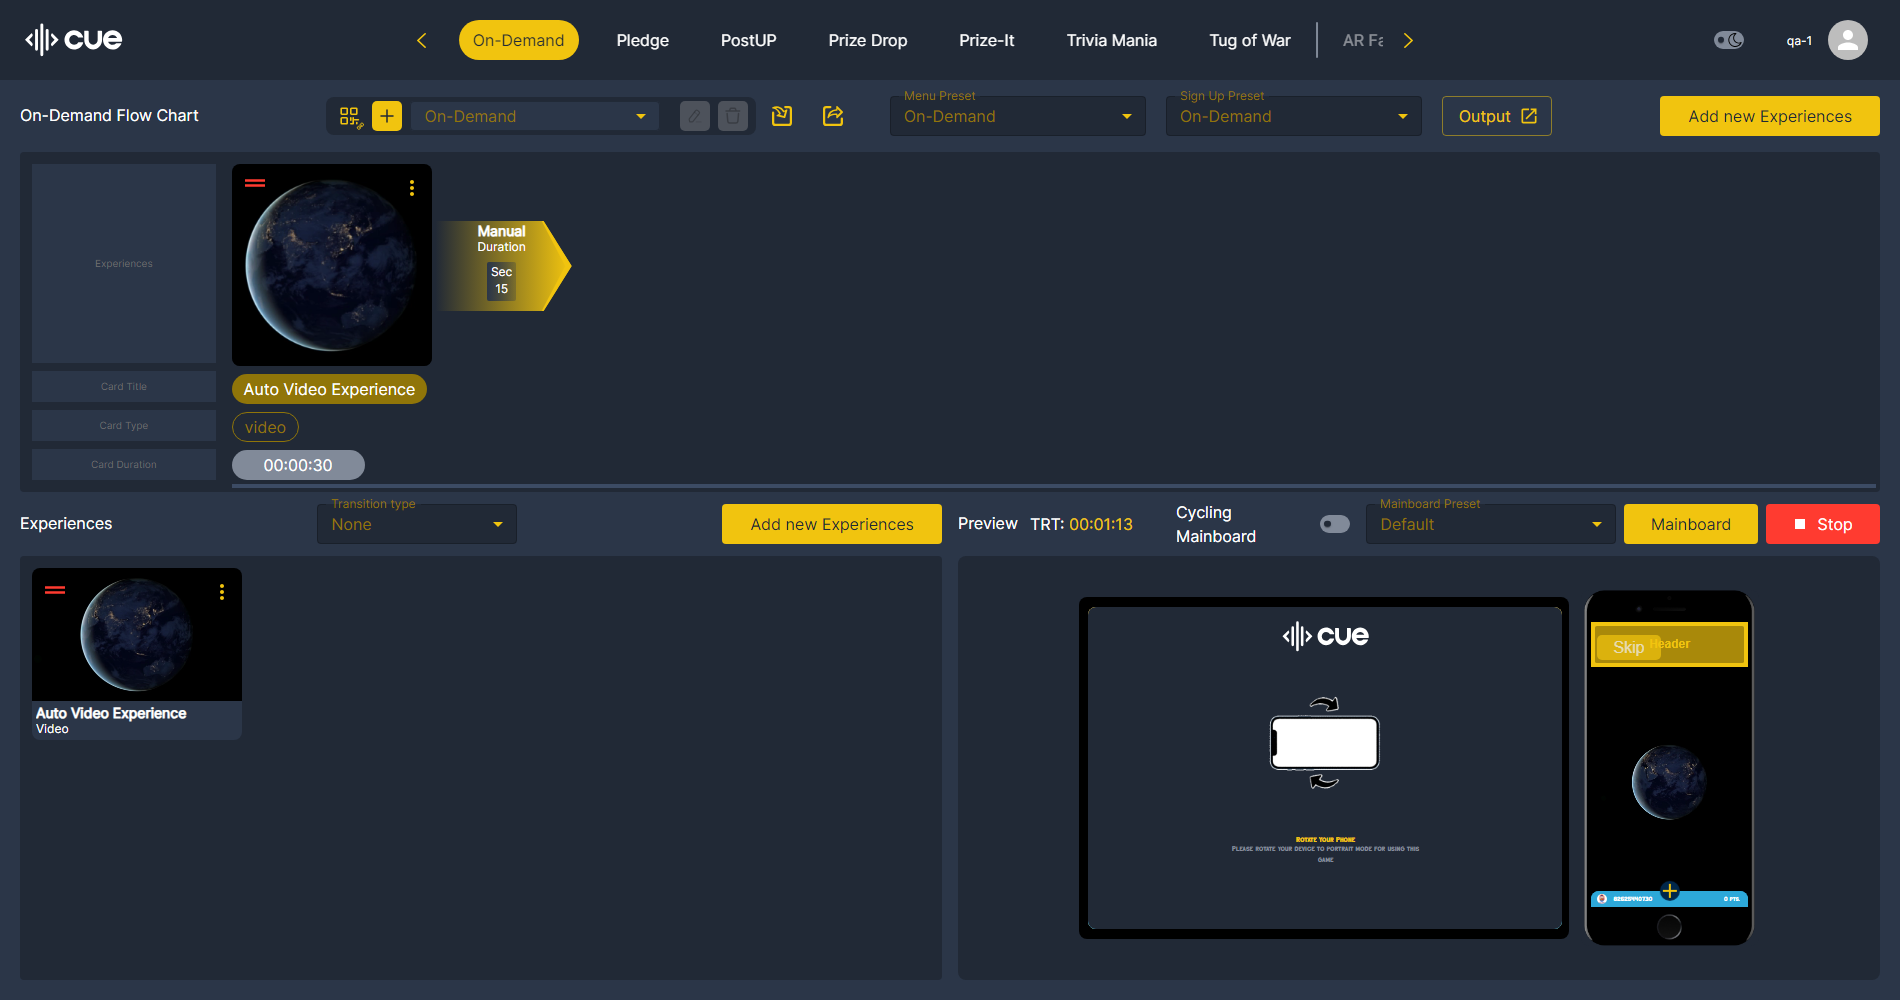 cue
On-Demand
Pledge
PostUP
Prize Drop
Prize-It
Trivia Mania
Tug of War
AR Fa
qa-1
On-Demand Flow Chart
On-Demand
Menu Preset
On-Demand
Sign Up Preset
On-Demand
Output
Add new Experiences
Experiences
Manual
Duration
Sec
15
Card Title
Auto Video Experience
Card Type
video
Card Duration
00:00:30
Experiences
Transition type
None
Add new Experiences
Preview
TRT: 00:01:13
Cycling
Mainboard
Mainboard Preset
Default
Mainboard
Stop
Auto Video Experience
Video
cue
Rotate Your Phone
Please rotate your device to portrait mode for using this
game
Skip
Header
82525440730
0 PTS.